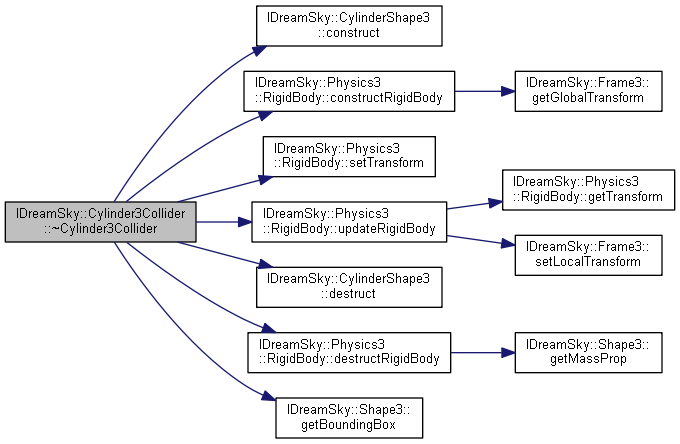 IDreamSky::Cylinder3Collider
::~Cylinder3Collider
IDreamSky::CylinderShape3
::construct
IDreamSky::Physics3
::RigidBody::constructRigidBody
IDreamSky::Frame3::
getGlobalTransform
IDreamSky::Physics3
::RigidBody::setTransform
IDreamSky::Physics3
::RigidBody::updateRigidBody
IDreamSky::Physics3
::RigidBody::getTransform
IDreamSky::Frame3::
setLocalTransform
IDreamSky::CylinderShape3
::destruct
IDreamSky::Physics3
::RigidBody::destructRigidBody
IDreamSky::Shape3::
getMassProp
IDreamSky::Shape3::
getBoundingBox